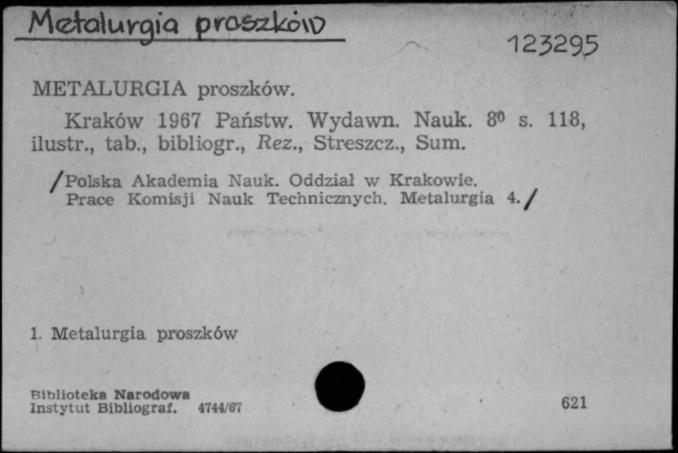 Metalurgia proszków
123295
METALURGIA proszków.
Kraków 1967 Państw. Wydawn. Nauk. 8⁰ s. 118,
ilustr., tab., bibliogr., Rez., Streszcz., Sum.
/Polska Akademia Nauk. Oddział w Krakowie.
Prace Komisji Nauk Technicznych. Metalurgia 4./
1. Metalurgia proszków
Biblioteka Narodowa
Instytut Bibliograf. 4744/67
621